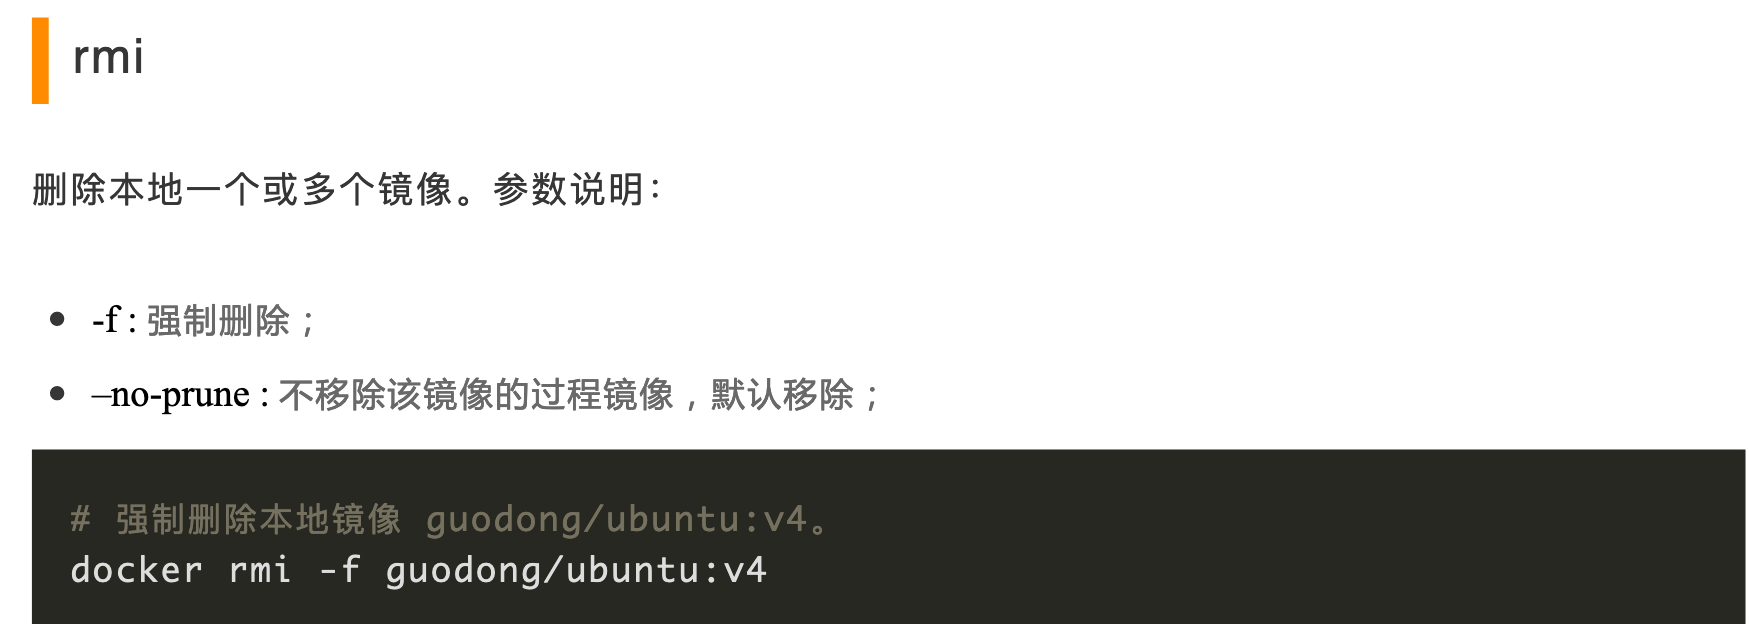 rmi
删除本地一个或多个镜像。参数说明：
-f : 强制删除；
–no-prune : 不移除该镜像的过程镜像，默认移除；
# 强制删除本地镜像 guodong/ubuntu:v4。
docker rmi -f guodong/ubuntu:v4